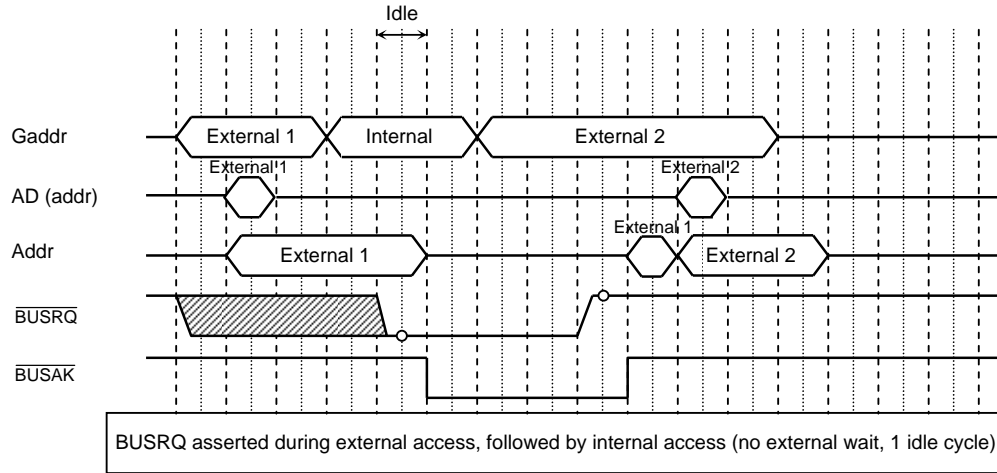 Idle
Gaddr
External 1
Internal
External 2
AD (addr)
External 1
External 2
Addr
External 1
External 1
External 2
BUSRQ
BUSAK
BUSRQ asserted during external access, followed by internal access (no external wait, 1 idle cycle)